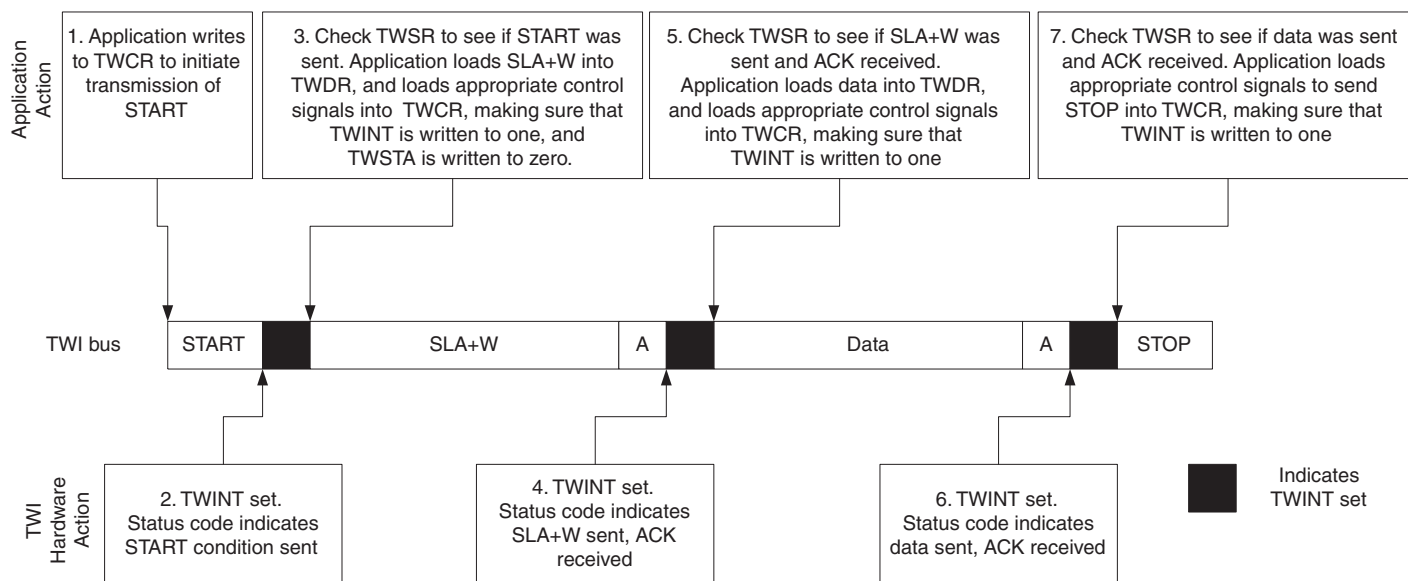 Application
Action
1. Application writes
to TWCR to initiate
transmission of
START
3. Check TWSR to see if START was
sent. Application loads SLA+W into
TWDR, and loads appropriate control
signals into TWCR, making sure that
TWINT is written to one, and
TWSTA is written to zero.
5. Check TWSR to see if SLA+W was
sent and ACK received.
Application loads data into TWDR,
and loads appropriate control signals
into TWCR, making sure that
TWINT is written to one
7. Check TWSR to see if data was sent
and ACK received. Application loads
appropriate control signals to send
STOP into TWCR, making sure that
TWINT is written to one
TWI bus
START
SLA+W
A
Data
A
STOP
TWI
Hardware
Action
2. TWINT set.
Status code indicates
START condition sent
4. TWINT set.
Status code indicates
SLA+W sent, ACK
received
6. TWINT set.
Status code indicates
data sent, ACK received
Indicates
TWINT set